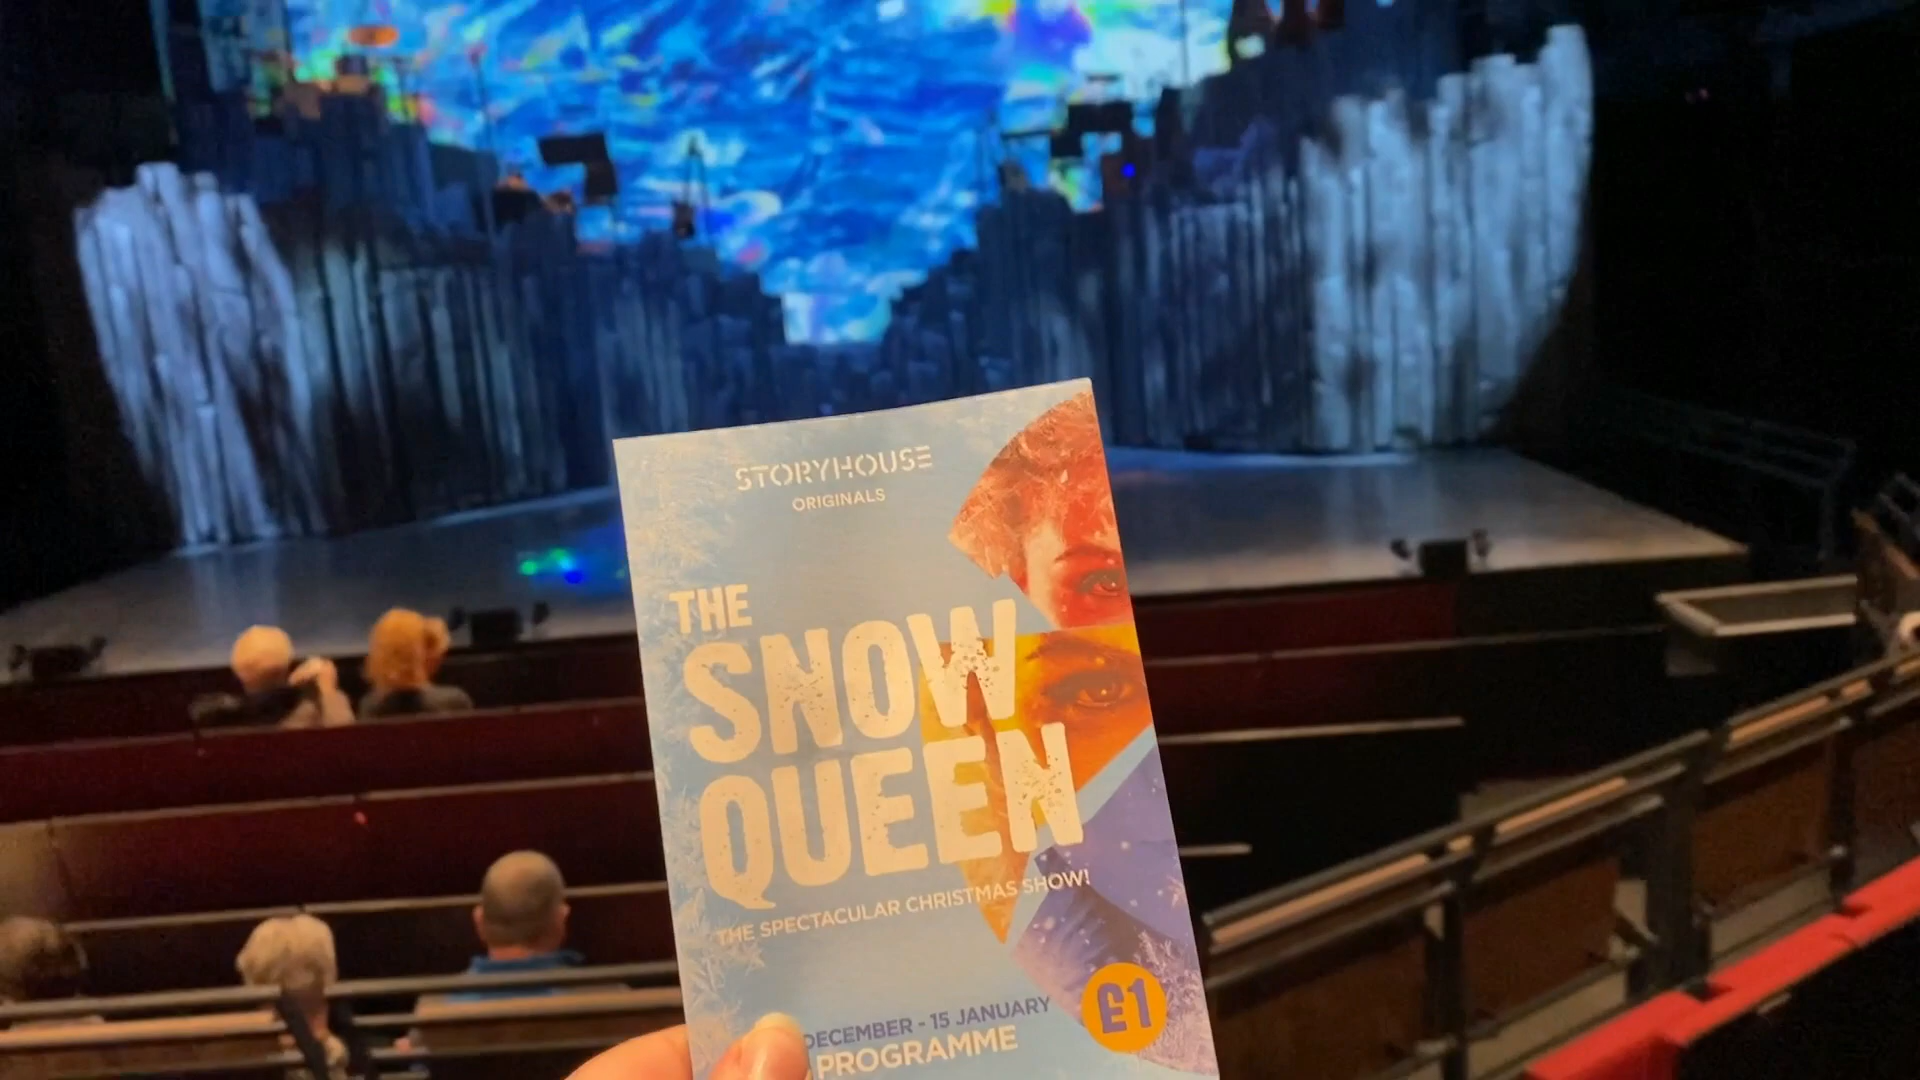 STORYHOUSE
ORIGINALS
THE
SNOW
QUEEN
THE SPECTACULAR CHRISTMAS SHOW!
DECEMBER - 15 JANUARY
PROGRAMME
£1